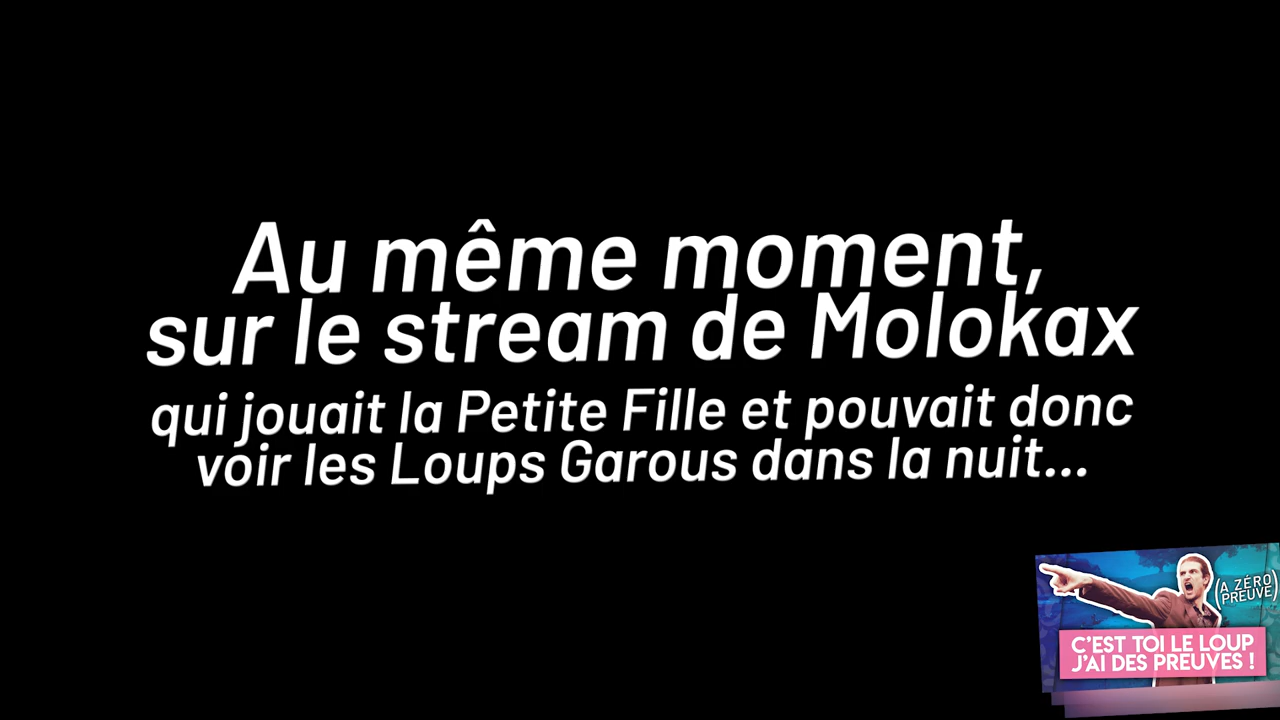 Au même moment,
sur le stream de Molokax
qui jouait la Petite Fille et pouvait donc
voir les Loups Garous dans la nuit...
(A ZÉRO
PREUVE)
C'EST TOI LE LOUP
J'AI DES PREUVES !